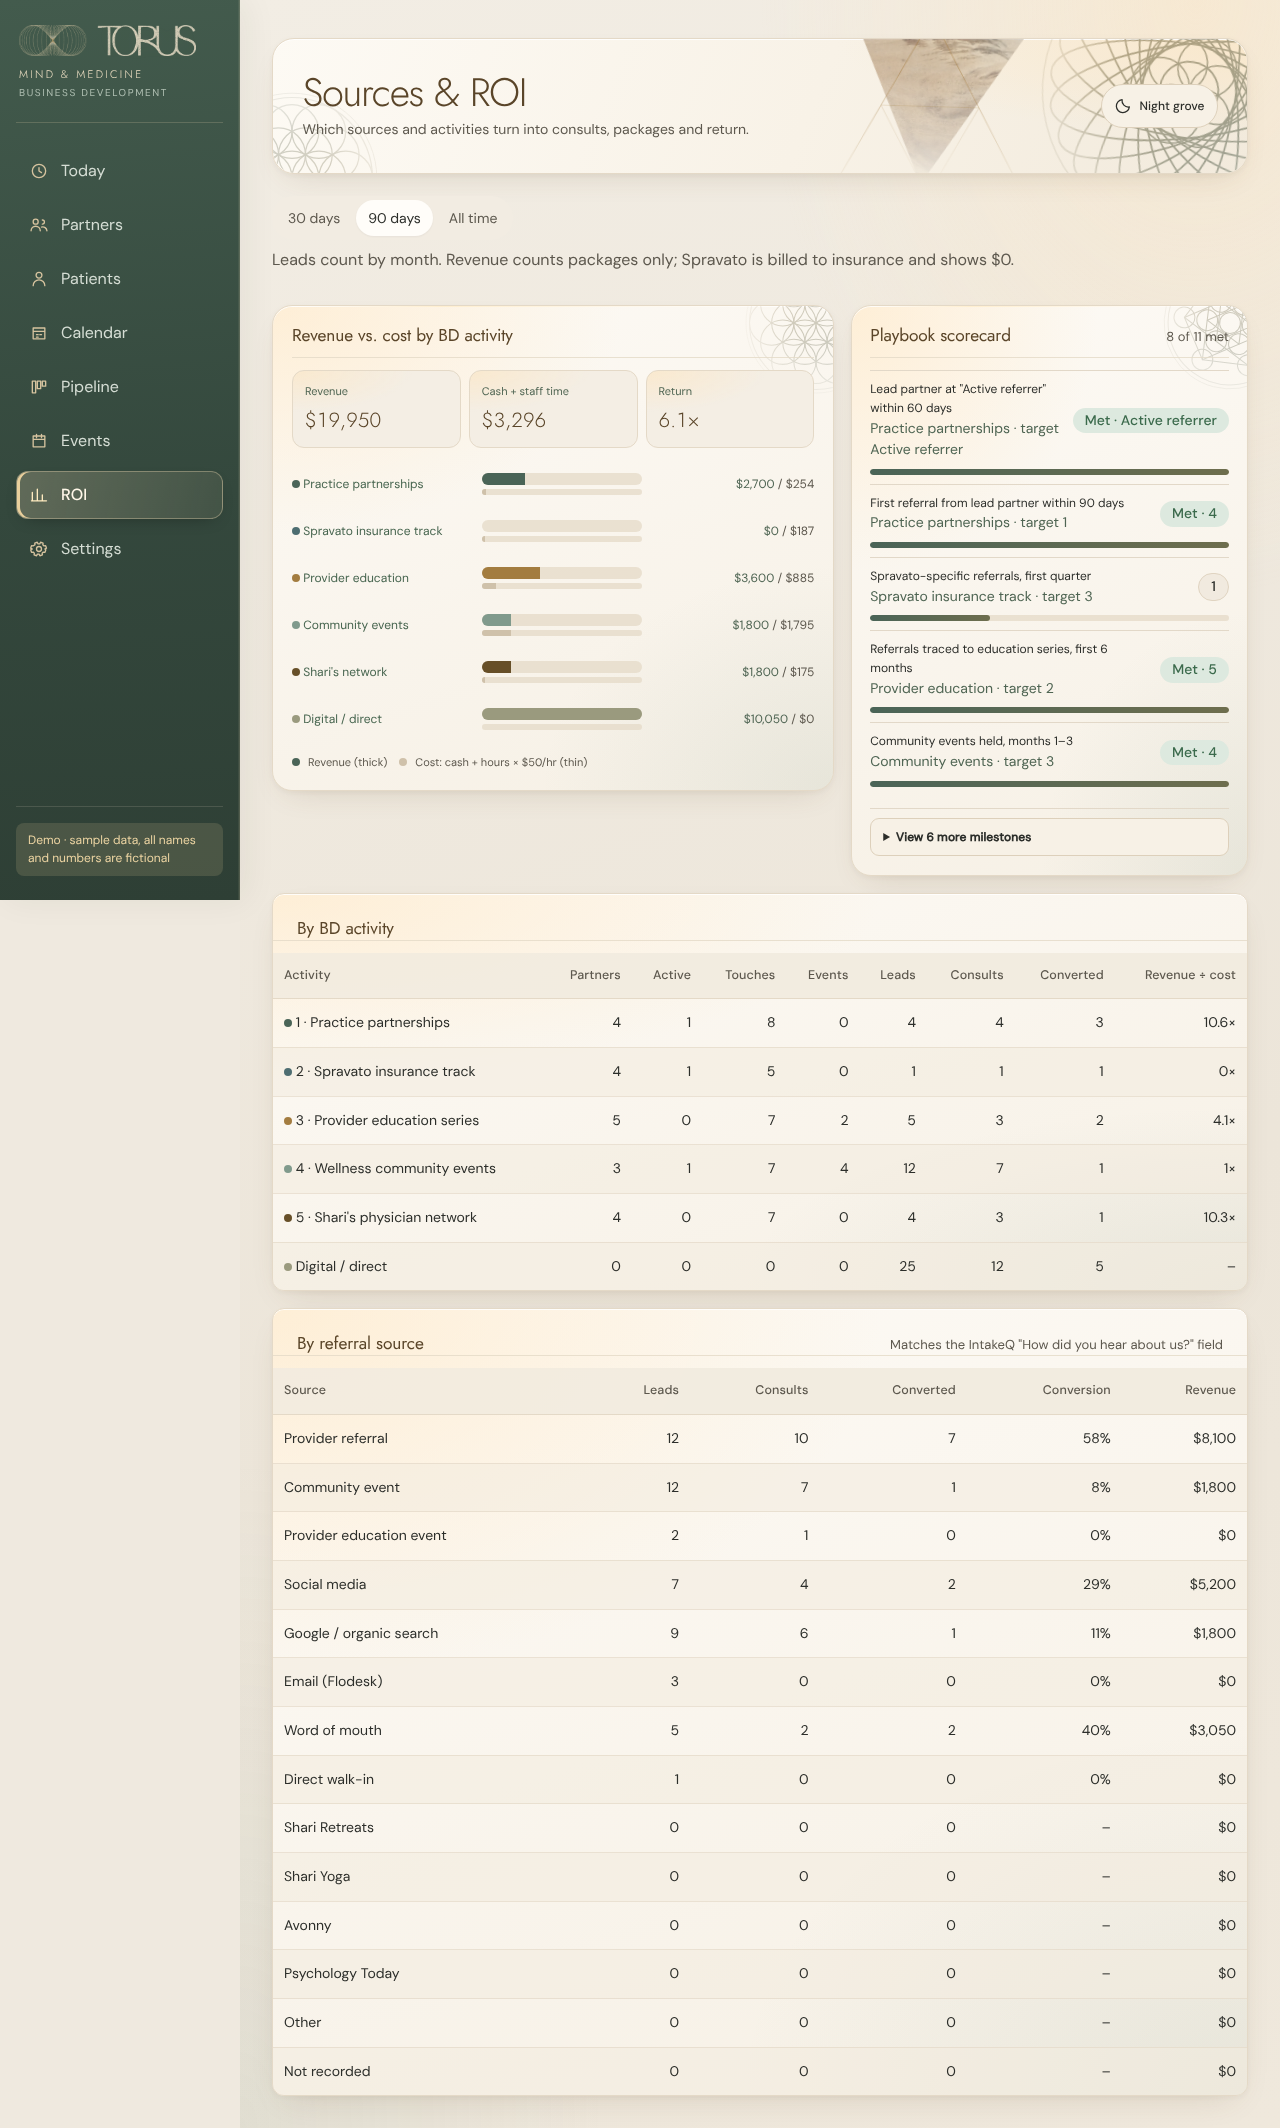 TORUS
MIND & MEDICINE
BUSINESS DEVELOPMENT
Today
Partners
Patients
Calendar
Pipeline
Events
ROI
Settings
Demo · sample data, all names
and numbers are fictional
Sources & ROI
Which sources and activities turn into consults, packages and return.
Night grove
30 days 90 days All time
Leads count by month. Revenue counts packages only; Spravato is billed to insurance and shows $0.
Revenue vs. cost by BD activity
Revenue
$19,950
Cash + staff time
$3,296
Return
6.1×
Practice partnerships $2,700 / $254
Spravato insurance track $0 / $187
Provider education $3,600 / $885
Community events $1,800 / $1,795
Shari's network $1,800 / $175
Digital / direct $10,050 / $0
Revenue (thick) Cost: cash + hours × $50/hr (thin)
Playbook scorecard 8 of 11 met
Lead partner at "Active referrer"
within 60 days
Practice partnerships · target
Active referrer
Met · Active referrer
First referral from lead partner within 90 days
Practice partnerships · target 1
Met · 4
Spravato-specific referrals, first quarter
Spravato insurance track · target 3
1
Referrals traced to education series, first 6
months
Provider education · target 2
Met · 5
Community events held, months 1–3
Community events · target 3
Met · 4
View 6 more milestones
By BD activity
Activity Partners Active Touches Events Leads Consults Converted Revenue ÷ cost
1 · Practice partnerships 4 1 8 0 4 4 3 10.6×
2 · Spravato insurance track 4 1 5 0 1 1 1 0×
3 · Provider education series 5 0 7 2 5 3 2 4.1×
4 · Wellness community events 3 1 7 4 12 7 1 1×
5 · Shari's physician network 4 0 7 0 4 3 1 10.3×
Digital / direct 0 0 0 0 25 12 5 –
By referral source Matches the IntakeQ "How did you hear about us?" field
Source Leads Consults Converted Conversion Revenue
Provider referral 12 10 7 58% $8,100
Community event 12 7 1 8% $1,800
Provider education event 2 1 0 0% $0
Social media 7 4 2 29% $5,200
Google / organic search 9 6 1 11% $1,800
Email (Flodesk) 3 0 0 0% $0
Word of mouth 5 2 2 40% $3,050
Direct walk-in 1 0 0 0% $0
Shari Retreats 0 0 0 – $0
Shari Yoga 0 0 0 – $0
Avonny 0 0 0 – $0
Psychology Today 0 0 0 – $0
Other 0 0 0 – $0
Not recorded 0 0 0 – $0